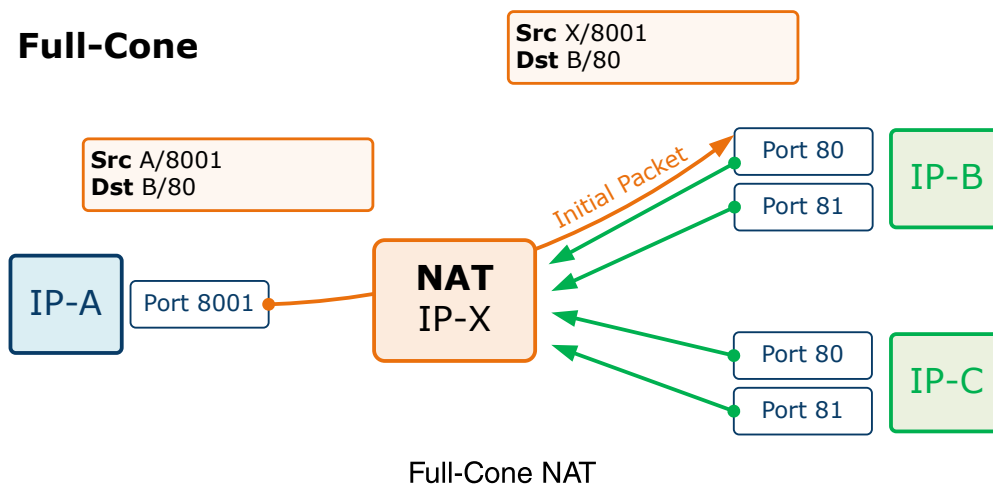 Full-Cone
Src X/8001
Dst B/80
Src A/8001
Dst B/80
Initial Packet
Port 80
Port 81
IP-B
IP-A
Port 8001
NAT
IP-X
Port 80
Port 81
IP-C
Full-Cone NAT